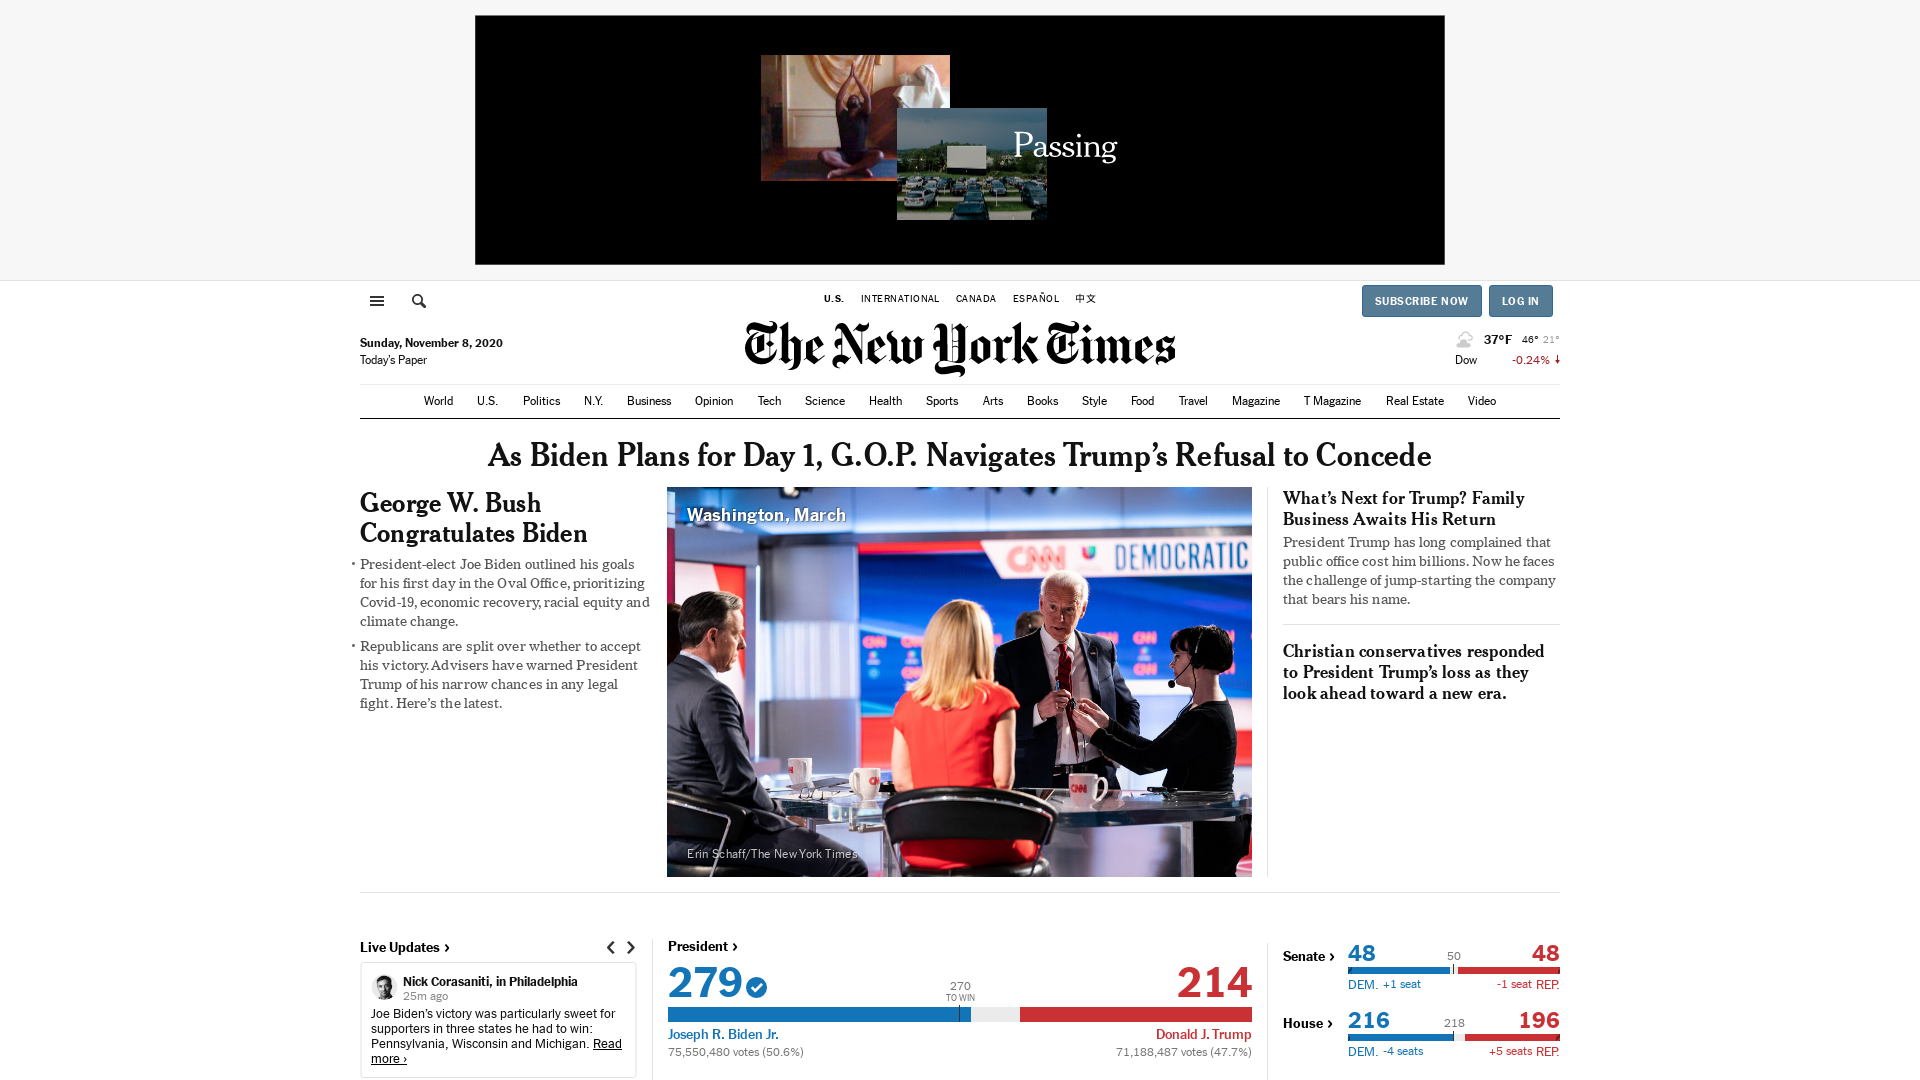 Passing
U.S. INTERNATIONAL CANADA ESPAÑOL 中文
SUBSCRIBE NOW LOG IN
Sunday, November 8, 2020
Today's Paper
The New York Times
37°F 46° 21°
Dow -0.24% ↓
World U.S. Politics N.Y. Business Opinion Tech Science Health Sports Arts Books Style Food Travel Magazine T Magazine Real Estate Video
As Biden Plans for Day 1, G.O.P. Navigates Trump's Refusal to Concede
George W. Bush
Congratulates Biden
• President-elect Joe Biden outlined his goals
for his first day in the Oval Office, prioritizing
Covid-19, economic recovery, racial equity and
climate change.
• Republicans are split over whether to accept
his victory. Advisers have warned President
Trump of his narrow chances in any legal
fight. Here's the latest.
Washington, March
CNN DEMOCRATIC
CNN CNN CNN CNN
CNN CNN
CNN
Erin Schaff/The New York Times
What's Next for Trump? Family
Business Awaits His Return
President Trump has long complained that
public office cost him billions. Now he faces
the challenge of jump-starting the company
that bears his name.
Christian conservatives responded
to President Trump's loss as they
look ahead toward a new era.
Live Updates ›
Nick Corasaniti, in Philadelphia
25m ago
Joe Biden's victory was particularly sweet for
supporters in three states he had to win:
Pennsylvania, Wisconsin and Michigan. Read
more ›
President ›
279 214
270
TO WIN
Joseph R. Biden Jr. Donald J. Trump
75,550,480 votes (50.6%) 71,188,487 votes (47.7%)
Senate › 48 50 48
DEM. +1 seat -1 seat REP.
House › 216 218 196
DEM. -4 seats +5 seats REP.